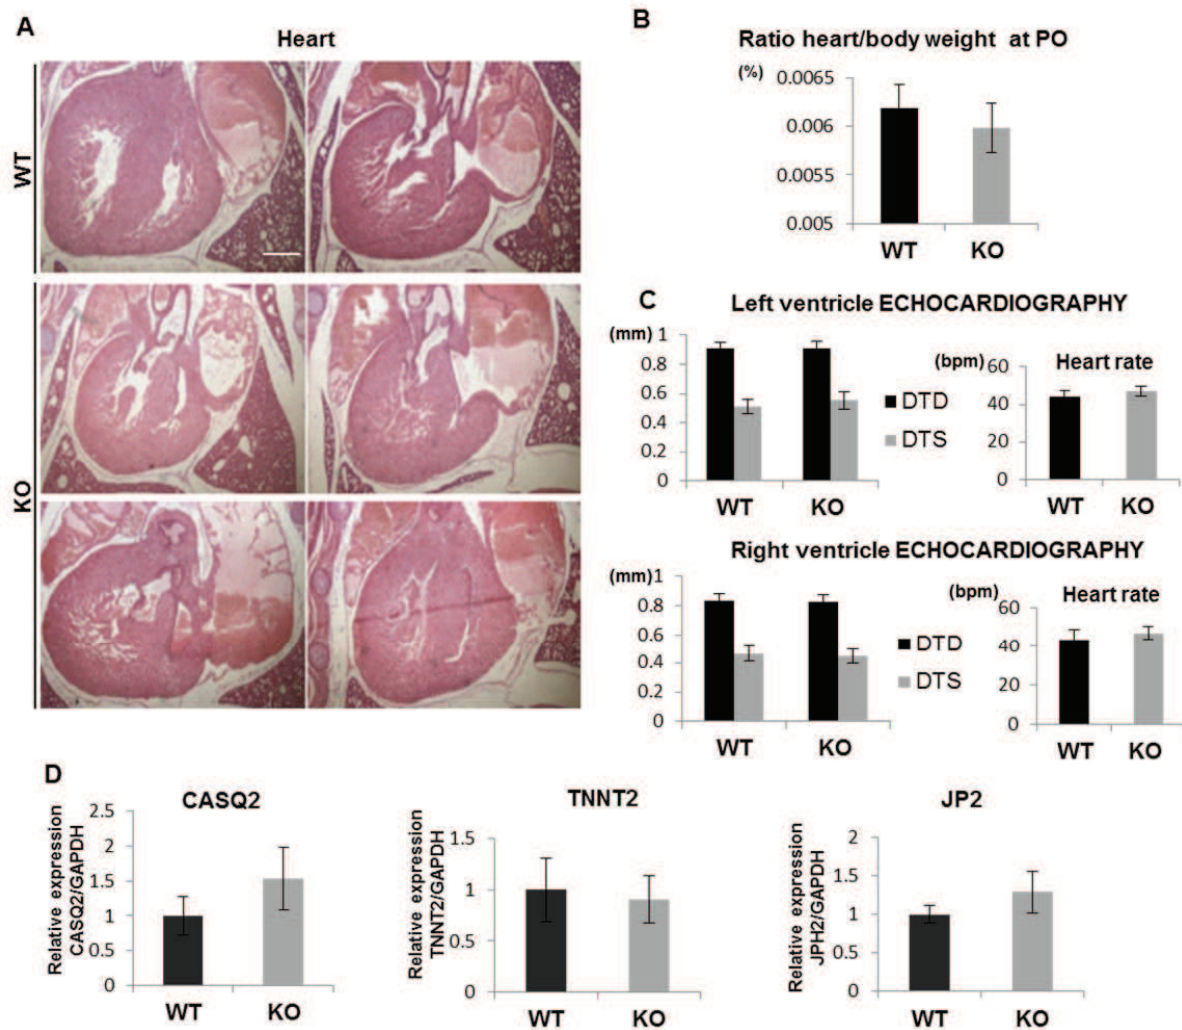 A
Heart
WT
KO
B
Ratio heart/body weight at PO
(%)
0.0065
0.006
0.0055
0.005
WT KO
C
Left ventricle ECHOCARDIOGRAPHY
(mm) 1
0.8
0.6
0.4
0.2
0
WT KO
DTD
DTS
(bpm) Heart rate
60
40
20
0
WT KO
Right ventricle ECHOCARDIOGRAPHY
(mm) 1
0.8
0.6
0.4
0.2
0
WT KO
DTD
DTS
(bpm) Heart rate
60
40
20
0
WT KO
D
CASQ2
Relative expression
CASQ2/GAPDH
2.5
2
1.5
1
0.5
0
WT KO
TNNT2
Relative expression
TNNT2/GAPDH
1.5
1
0.5
0
WT KO
JP2
Relative expression
JPH2/GAPDH
2
1.5
1
0.5
0
WT KO